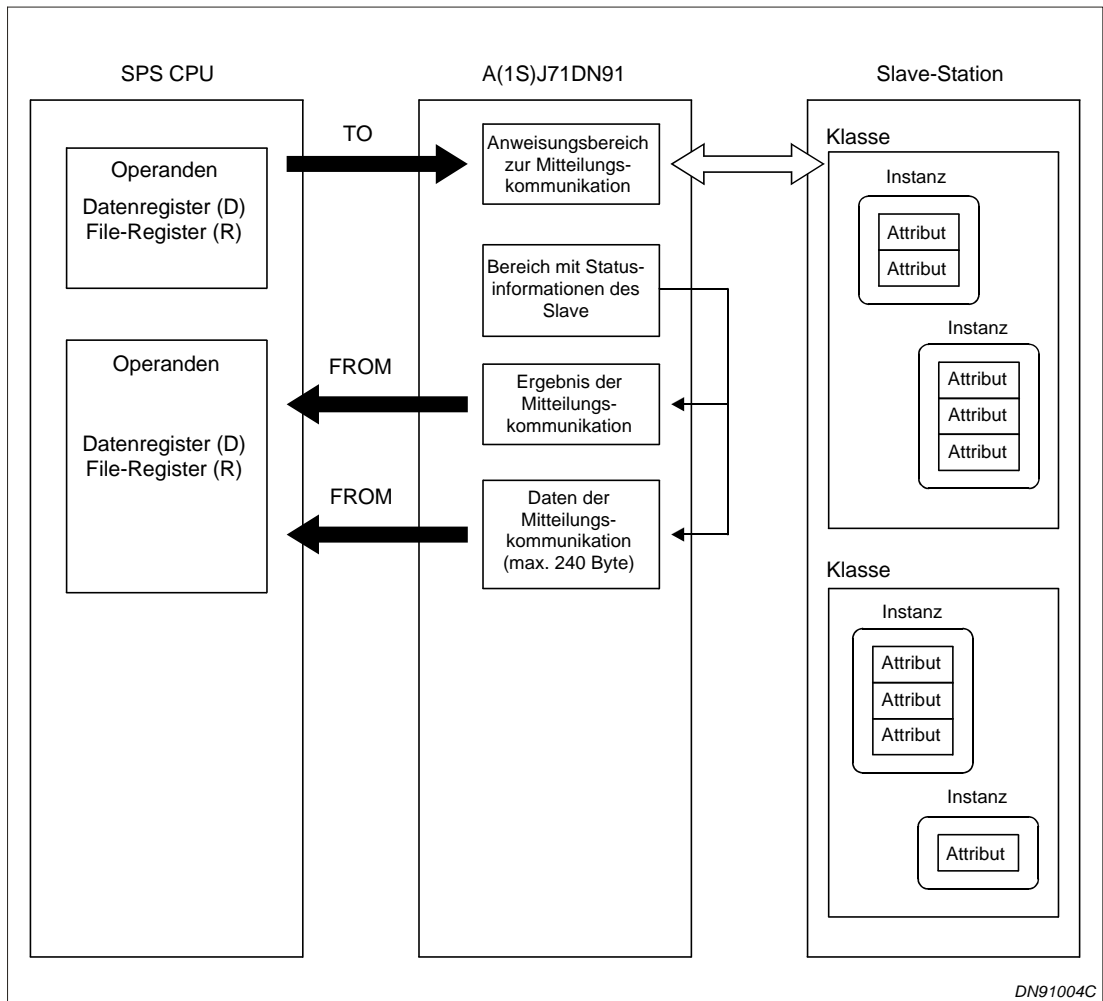 SPS CPU
A(1S)J71DN91
Slave-Station
Operanden
Datenregister (D)
File-Register (R)
TO
Anweisungsbereich
zur Mitteilungs-
kommunikation
Bereich mit Status-
informationen des
Slave
Operanden
Datenregister (D)
File-Register (R)
FROM
Ergebnis der
Mitteilungs-
kommunikation
FROM
Daten der
Mitteilungs-
kommunikation
(max. 240 Byte)
Klasse
Instanz
Attribut
Attribut
Instanz
Attribut
Attribut
Attribut
Klasse
Instanz
Attribut
Attribut
Attribut
Instanz
Attribut
DN91004C